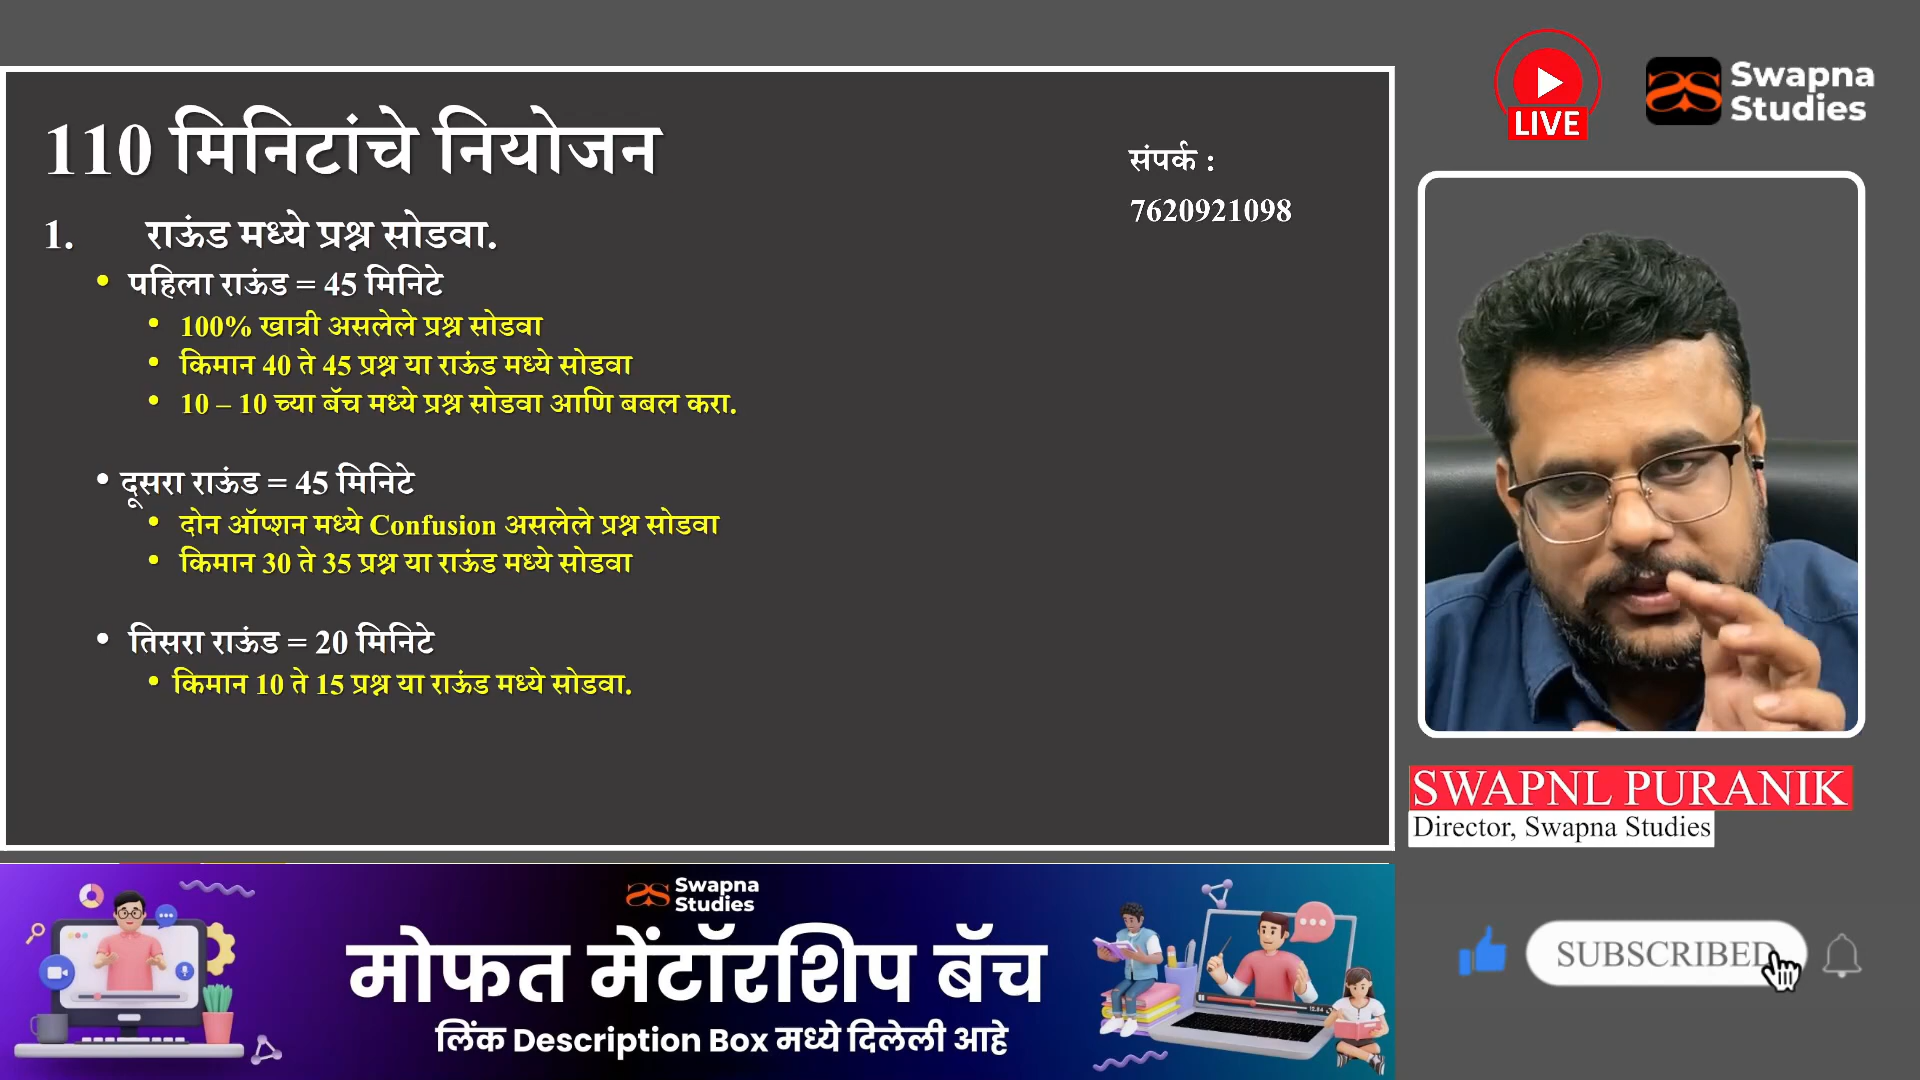 110 मिनिटांचे नियोजन
संपर्क :
7620921098
1. राऊंड मध्ये प्रश्न सोडवा.
• पहिला राऊंड = 45 मिनिटे
• 100% खात्री असलेले प्रश्न सोडवा
• किमान 40 ते 45 प्रश्न या राऊंड मध्ये सोडवा
• 10 – 10 च्या बॅच मध्ये प्रश्न सोडवा आणि बबल करा.
• दूसरा राऊंड = 45 मिनिटे
• दोन ऑप्शन मध्ये Confusion असलेले प्रश्न सोडवा
• किमान 30 ते 35 प्रश्न या राऊंड मध्ये सोडवा
• तिसरा राऊंड = 20 मिनिटे
• किमान 10 ते 15 प्रश्न या राऊंड मध्ये सोडवा.
LIVE
Swapna
Studies
SWAPNL PURANIK
Director, Swapna Studies
Swapna
Studies
मोफत मेंटॉरशिप बॅच
लिंक Description Box मध्ये दिलेली आहे
SUBSCRIBED